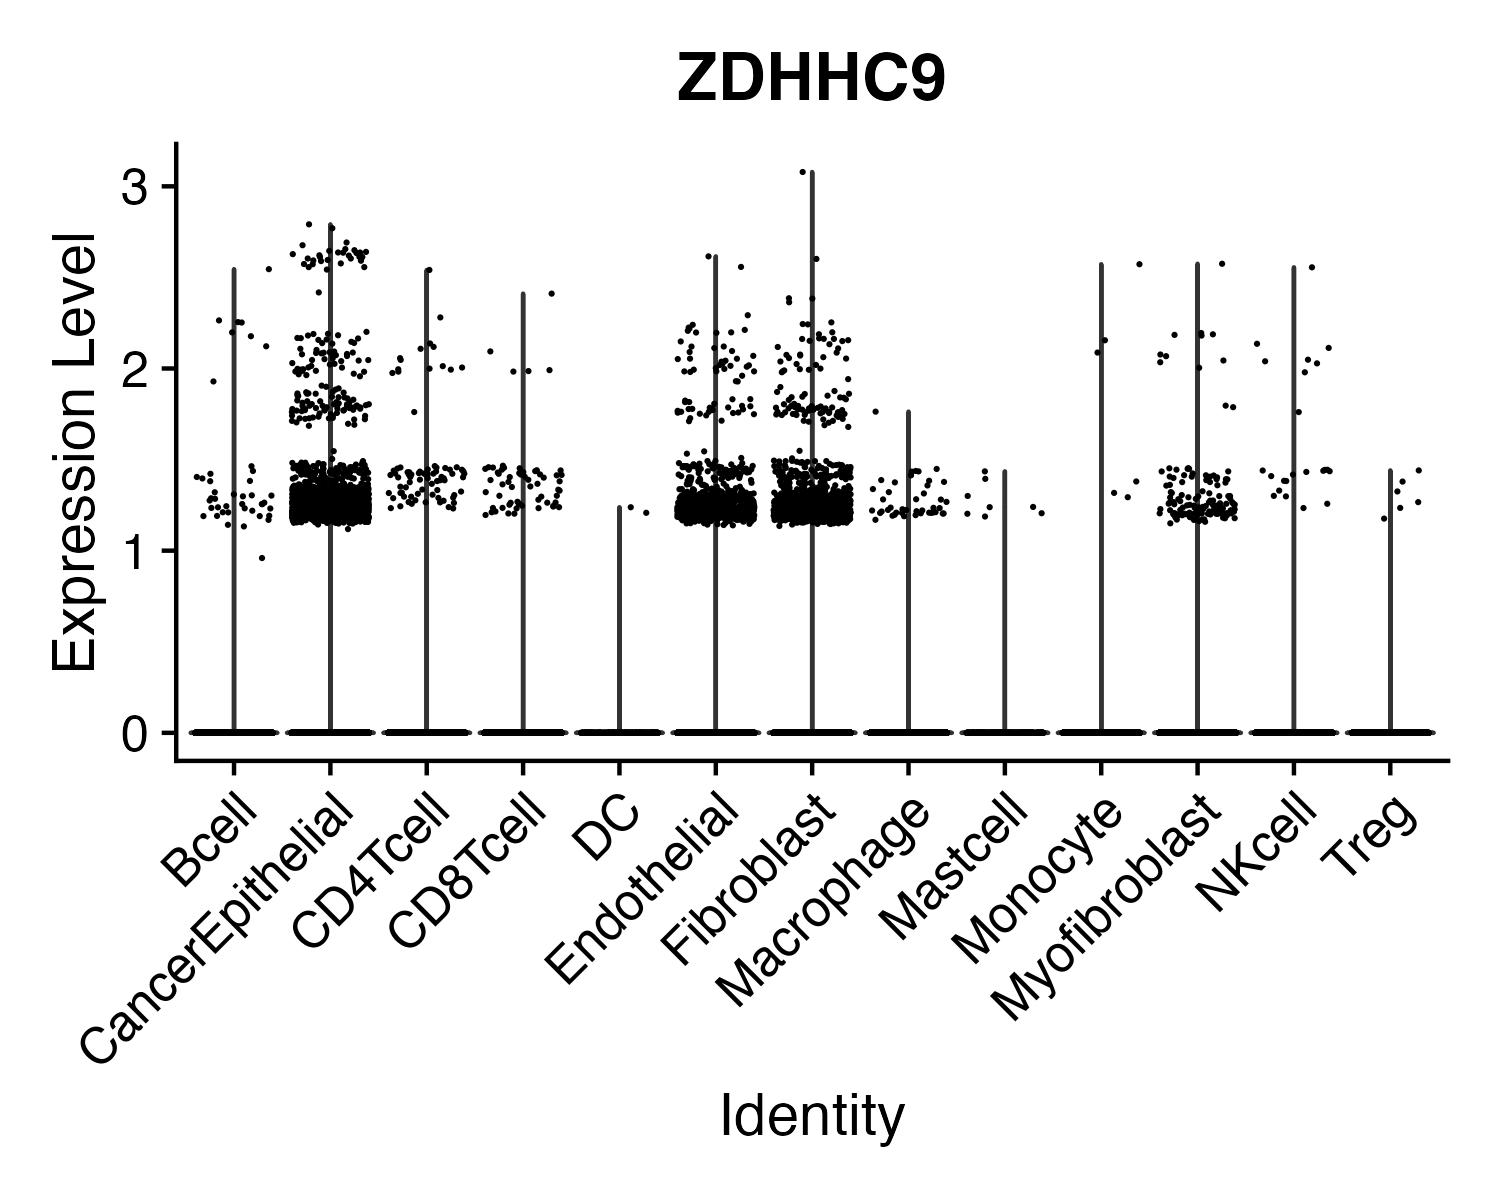 ZDHHC9
Expression Level
3
2
1
0
Bcell
CancerEpithelial
CD4Tcell
CD8Tcell
DC
Endothelial
Fibroblast
Macrophage
Mastcell
Monocyte
Myofibroblast
NKcell
Treg
Identity